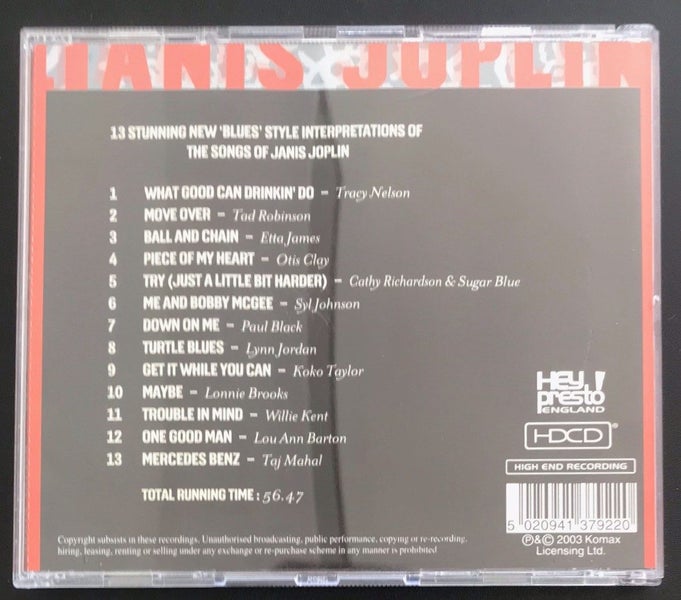 JANIS JOPLIN
13 STUNNING NEW 'BLUES' STYLE INTERPRETATIONS OF
THE SONGS OF JANIS JOPLIN
1 WHAT GOOD CAN DRINKIN' DO - Tracy Nelson
2 MOVE OVER - Tad Robinson
3 BALL AND CHAIN - Etta James
4 PIECE OF MY HEART - Otis Clay
5 TRY (JUST A LITTLE BIT HARDER) - Cathy Richardson & Sugar Blue
6 ME AND BOBBY MCGEE - Syl Johnson
7 DOWN ON ME - Paul Black
8 TURTLE BLUES - Lynn Jordan
9 GET IT WHILE YOU CAN - Koko Taylor
10 MAYBE - Lonnie Brooks
11 TROUBLE IN MIND - Willie Kent
12 ONE GOOD MAN - Lou Ann Barton
13 MERCEDES BENZ - Taj Mahal
TOTAL RUNNING TIME : 56.47
HEY presto!
ENGLAND
HDCD®
HIGH END RECORDING
5 020941 379220
Ⓟ&© 2003 Komax
Licensing Ltd.
Copyright subsists in these recordings. Unauthorised broadcasting, public performance, copying or re-recording,
hiring, leasing, renting or selling under any exchange or re-purchase scheme in any manner is prohibited